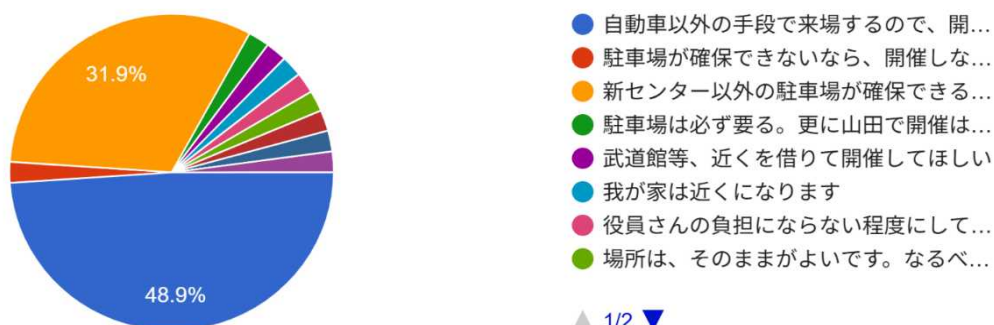 31.9%
48.9%
自動車以外の手段で来場するので、開…
駐車場が確保できないなら、開催しな…
新センター以外の駐車場が確保できる…
駐車場は必ず要る。更に山田で開催は…
武道館等、近くを借りて開催してほしい
我が家は近くになります
役員さんの負担にならない程度にして…
場所は、そのままがよいです。なるべ…
1/2